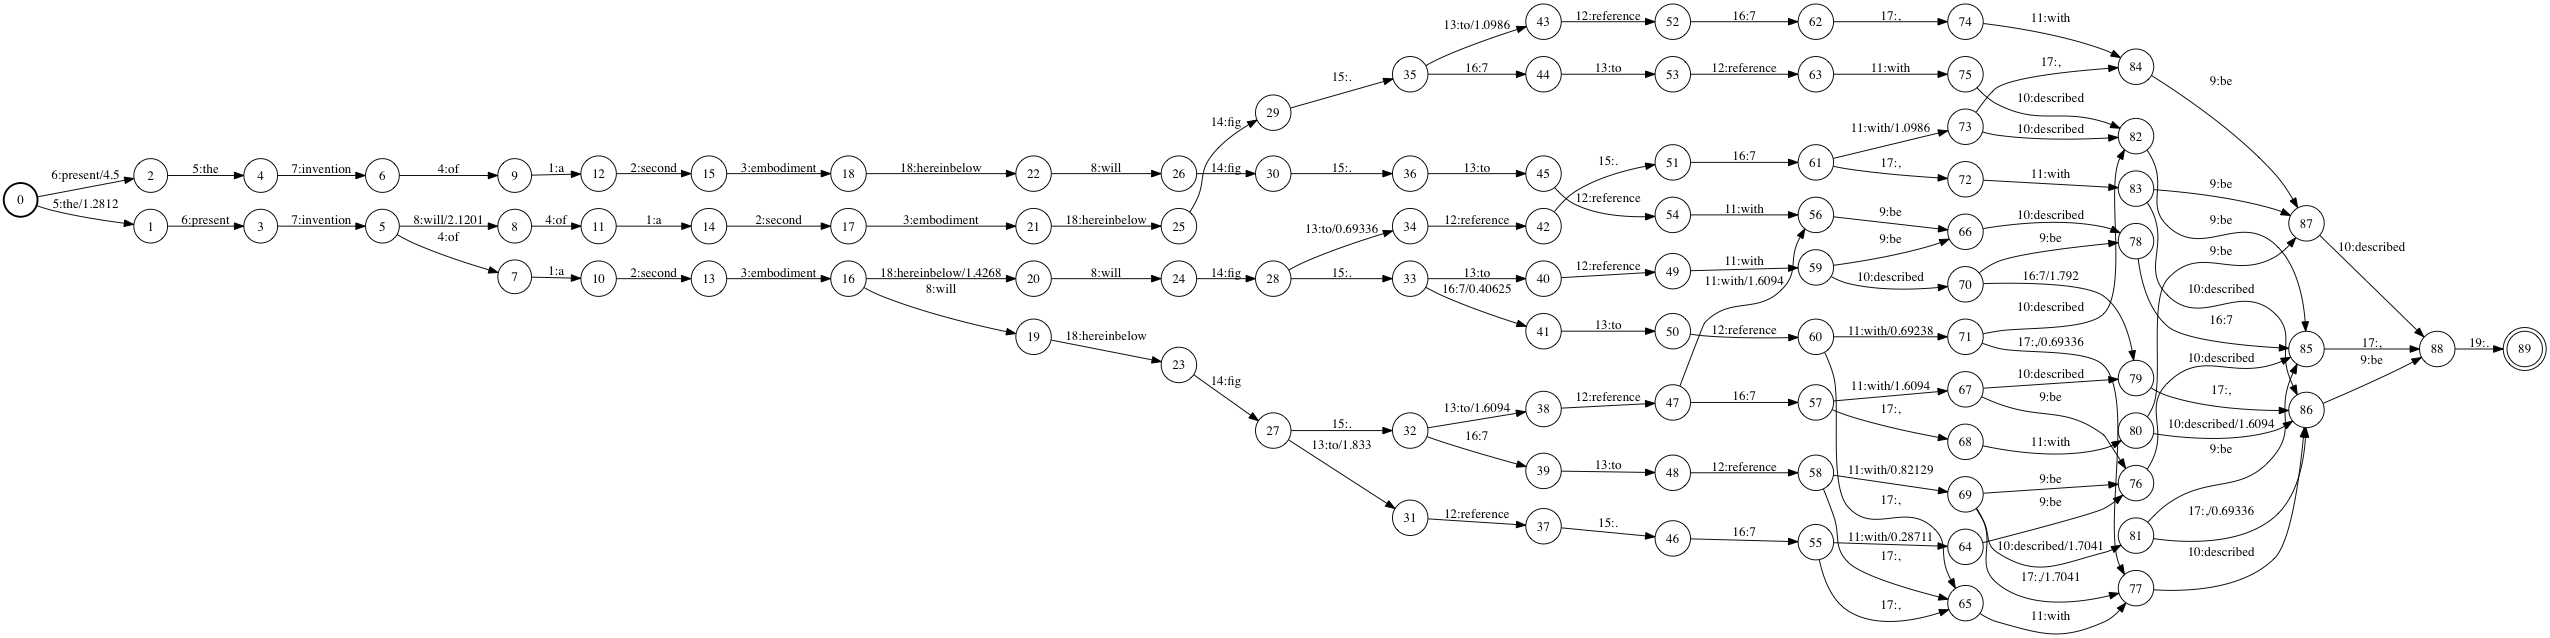 0 6:present/4.5 2 5:the 4 7:invention 6 4:of 9 1:a 12 2:second 15 3:embodiment 18 18:hereinbelow 22 8:will 26 14:fig 30 15:. 36 13:to 45
5:the/1.2812 1 6:present 3 7:invention 5 8:will/2.1201 8 4:of 11 1:a 14 2:second 17 3:embodiment 21 18:hereinbelow 25
14:fig 29 15:. 35
4:of 7 1:a 10 2:second 13 3:embodiment 16 18:hereinbelow/1.4268 20 8:will 24 14:fig 28
8:will 19 18:hereinbelow 23 14:fig 27
13:to/1.0986 43 12:reference 52 16:7 62 17:, 74 11:with 84
16:7 44 13:to 53 12:reference 63 11:with 75 10:described 82
12:reference 54 11:with 56 9:be 66 10:described 78
13:to/0.69336 34 12:reference 42 15:. 51 16:7 61 11:with/1.0986 73 17:,
10:described
17:, 72 11:with 83
15:. 33 13:to 40 12:reference 49 11:with 59 9:be
10:described 70 9:be
16:7/1.792 79
16:7/0.40625 41 13:to 50 12:reference 60 11:with/0.69238 71 10:described
17:,/0.69336
17:,
15:. 32 13:to/1.6094 38 12:reference 47 11:with/1.6094
16:7 57 11:with/1.6094 67 10:described
9:be
17:, 68 11:with 80
16:7 39 13:to 48 12:reference 58 11:with/0.82129 69 9:be 76
10:described/1.7041 81
17:,/1.7041 77
17:,
13:to/1.833 31 12:reference 37 15:. 46 16:7 55 11:with/0.28711 64 9:be
17:, 65 11:with
9:be 87 10:described 88 19:. 89
9:be
9:be
9:be
10:described
16:7 85 17:,
10:described
17:, 86 9:be
10:described/1.6094
9:be
17:,/0.69336
10:described